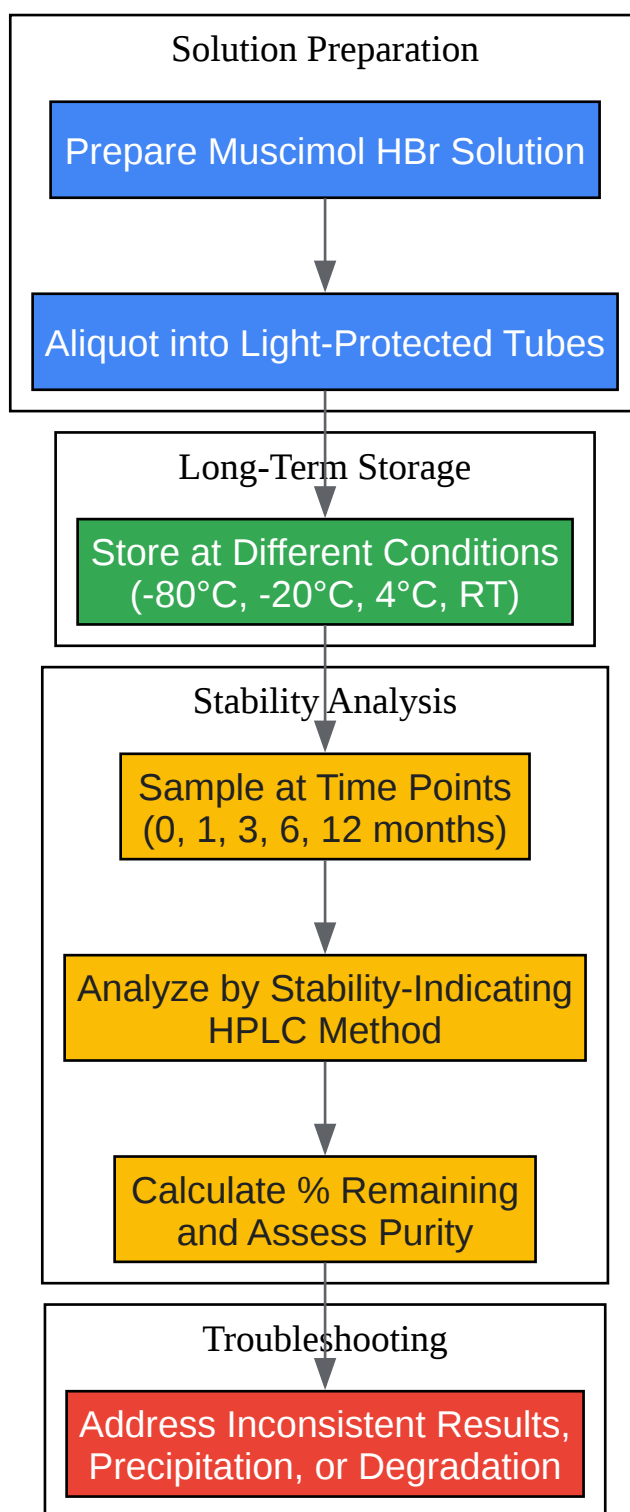 Solution Preparation
Prepare Muscimol HBr Solution
Aliquot into Light-Protected Tubes
Long-Term Storage
Store at Different Conditions
(-80°C, -20°C, 4°C, RT)
Stability Analysis
Sample at Time Points
(0, 1, 3, 6, 12 months)
Analyze by Stability-Indicating
HPLC Method
Calculate % Remaining
and Assess Purity
Troubleshooting
Address Inconsistent Results,
Precipitation, or Degradation